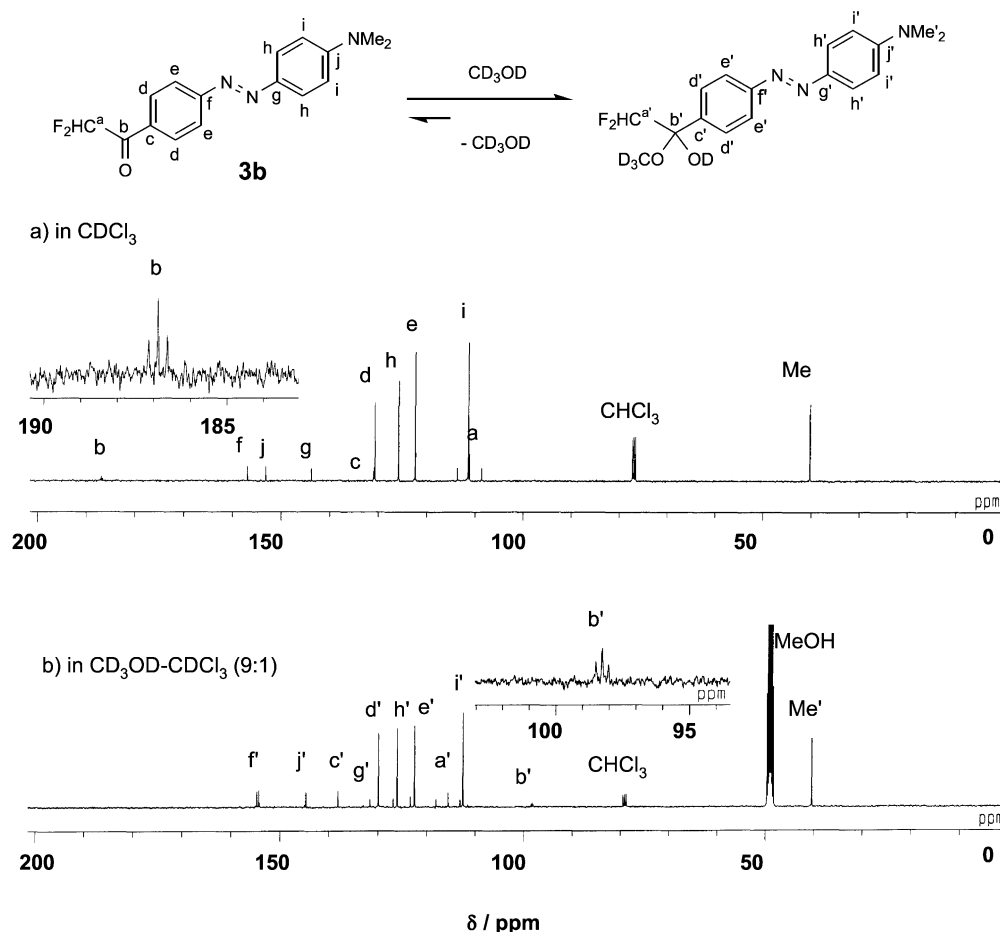 i
NMe2
h
j
e
i
d
N
N
g
h
f
F2HC a
b
c
e
d
O
3b
CD3OD
- CD3OD
i'
NMe'2
h'
j'
e'
i'
d'
N
N
g'
h'
f'
F2HC a'
b'
c'
e'
D3CO
OD
d'
a) in CDCl3
b
190
185
b
f
j
g
c
d
h
e
i
a
CHCl3
Me
ppm
200
150
100
50
0
b) in CD3OD-CDCl3 (9:1)
b'
ppm
100
95
f'
j'
c'
g'
d'
h'
e'
a'
i'
b'
CHCl3
MeOH
Me'
ppm
200
150
100
50
0
δ / ppm